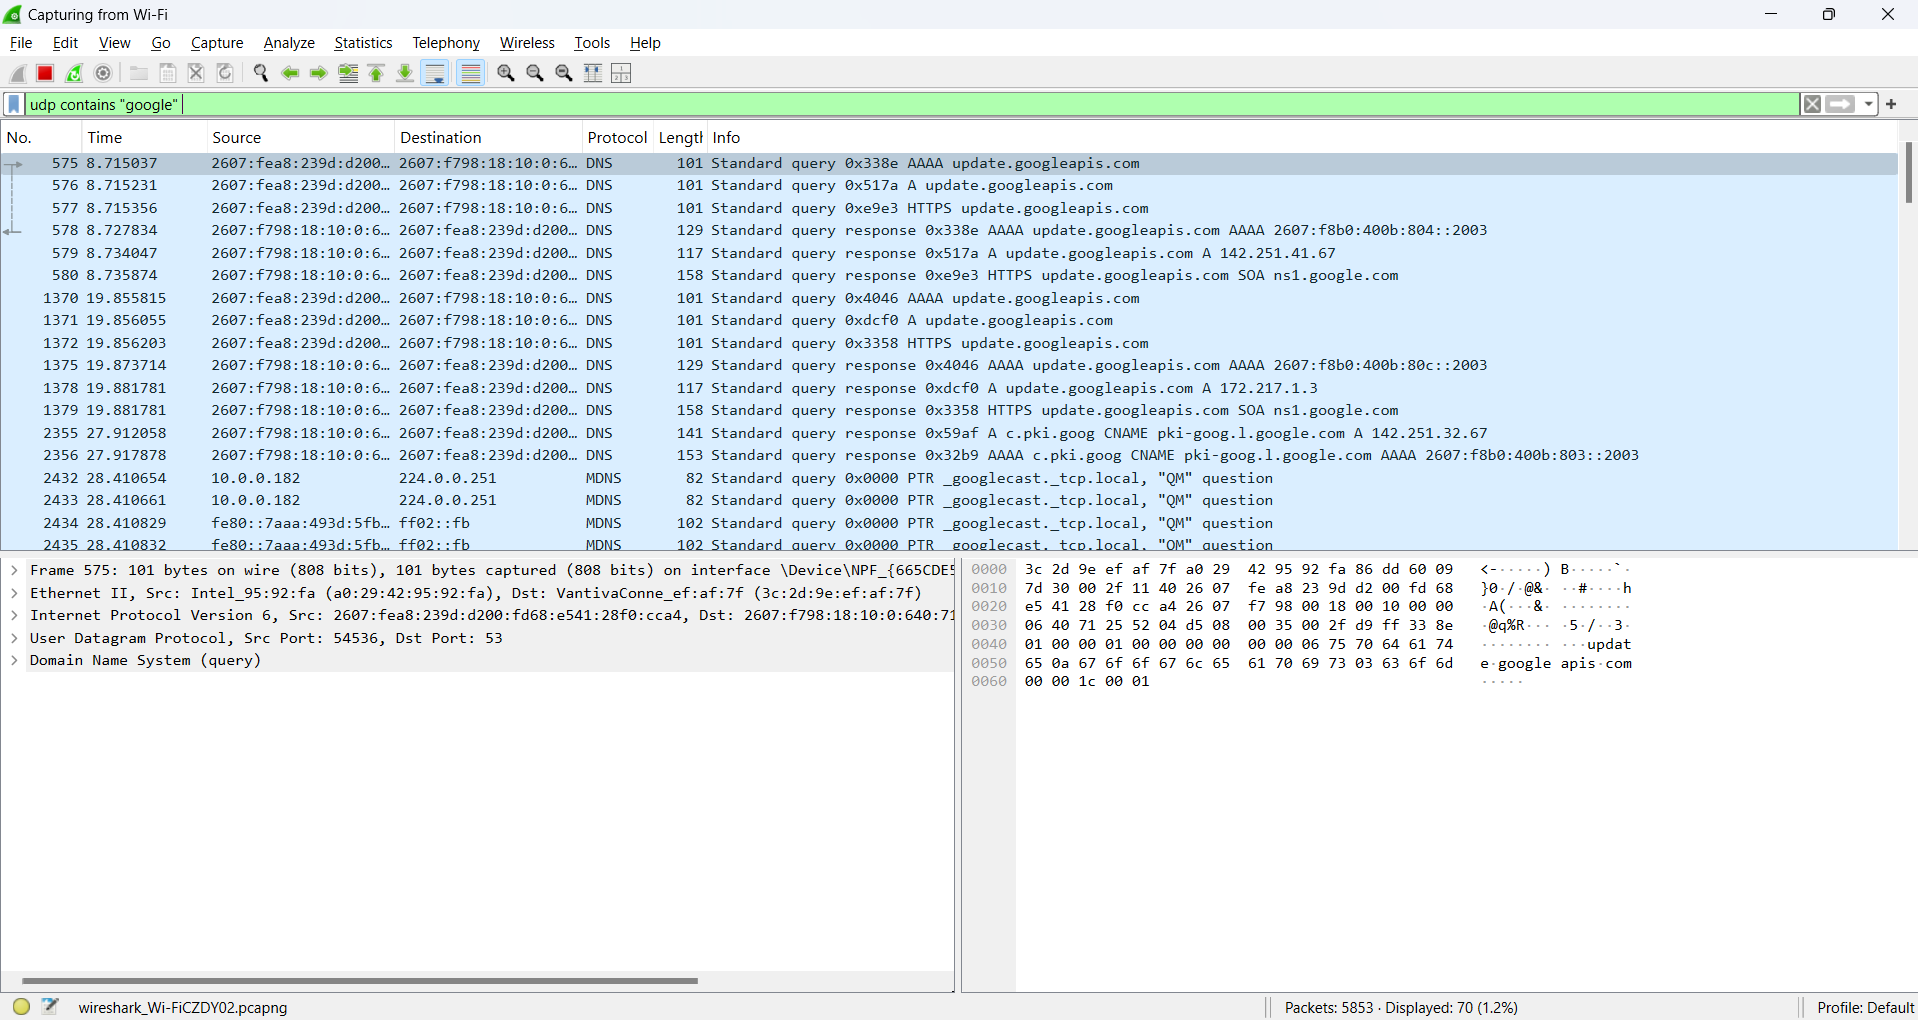 Capturing from Wi-Fi
File Edit View Go Capture Analyze Statistics Telephony Wireless Tools Help
udp contains "google"
No. Time Source Destination Protocol Length Info
575 8.715037 2607:fea8:239d:d200… 2607:f798:18:10:0:6… DNS 101 Standard query 0x338e AAAA update.googleapis.com
576 8.715231 2607:fea8:239d:d200… 2607:f798:18:10:0:6… DNS 101 Standard query 0x517a A update.googleapis.com
577 8.715356 2607:fea8:239d:d200… 2607:f798:18:10:0:6… DNS 101 Standard query 0xe9e3 HTTPS update.googleapis.com
578 8.727834 2607:f798:18:10:0:6… 2607:fea8:239d:d200… DNS 129 Standard query response 0x338e AAAA update.googleapis.com AAAA 2607:f8b0:400b:804::2003
579 8.734047 2607:f798:18:10:0:6… 2607:fea8:239d:d200… DNS 117 Standard query response 0x517a A update.googleapis.com A 142.251.41.67
580 8.735874 2607:f798:18:10:0:6… 2607:fea8:239d:d200… DNS 158 Standard query response 0xe9e3 HTTPS update.googleapis.com SOA ns1.google.com
1370 19.855815 2607:fea8:239d:d200… 2607:f798:18:10:0:6… DNS 101 Standard query 0x4046 AAAA update.googleapis.com
1371 19.856055 2607:fea8:239d:d200… 2607:f798:18:10:0:6… DNS 101 Standard query 0xdcf0 A update.googleapis.com
1372 19.856203 2607:fea8:239d:d200… 2607:f798:18:10:0:6… DNS 101 Standard query 0x3358 HTTPS update.googleapis.com
1375 19.873714 2607:f798:18:10:0:6… 2607:fea8:239d:d200… DNS 129 Standard query response 0x4046 AAAA update.googleapis.com AAAA 2607:f8b0:400b:80c::2003
1378 19.881781 2607:f798:18:10:0:6… 2607:fea8:239d:d200… DNS 117 Standard query response 0xdcf0 A update.googleapis.com A 172.217.1.3
1379 19.881781 2607:f798:18:10:0:6… 2607:fea8:239d:d200… DNS 158 Standard query response 0x3358 HTTPS update.googleapis.com SOA ns1.google.com
2355 27.912058 2607:f798:18:10:0:6… 2607:fea8:239d:d200… DNS 141 Standard query response 0x59af A c.pki.goog CNAME pki-goog.l.google.com A 142.251.32.67
2356 27.917878 2607:f798:18:10:0:6… 2607:fea8:239d:d200… DNS 153 Standard query response 0x32b9 AAAA c.pki.goog CNAME pki-goog.l.google.com AAAA 2607:f8b0:400b:803::2003
2432 28.410654 10.0.0.182 224.0.0.251 MDNS 82 Standard query 0x0000 PTR _googlecast._tcp.local, "QM" question
2433 28.410661 10.0.0.182 224.0.0.251 MDNS 82 Standard query 0x0000 PTR _googlecast._tcp.local, "QM" question
2434 28.410829 fe80::7aaa:493d:5fb… ff02::fb MDNS 102 Standard query 0x0000 PTR _googlecast._tcp.local, "QM" question
2435 28.410832 fe80::7aaa:493d:5fb… ff02::fb MDNS 102 Standard query 0x0000 PTR _googlecast._tcp.local, "QM" question
Frame 575: 101 bytes on wire (808 bits), 101 bytes captured (808 bits) on interface \Device\NPF_{665CDE5
Ethernet II, Src: Intel_95:92:fa (a0:29:42:95:92:fa), Dst: VantivaConne_ef:af:7f (3c:2d:9e:ef:af:7f)
Internet Protocol Version 6, Src: 2607:fea8:239d:d200:fd68:e541:28f0:cca4, Dst: 2607:f798:18:10:0:640:71
User Datagram Protocol, Src Port: 54536, Dst Port: 53
Domain Name System (query)
0000 3c 2d 9e ef af 7f a0 29 42 95 92 fa 86 dd 60 09 <-·····) B·····`·
0010 7d 30 00 2f 11 40 26 07 fe a8 23 9d d2 00 fd 68 }0·/·@&· ··#····h
0020 e5 41 28 f0 cc a4 26 07 f7 98 00 18 00 10 00 00 ·A(···&· ········
0030 06 40 71 25 52 04 d5 08 00 35 00 2f d9 ff 33 8e ·@q%R··· ·5·/··3·
0040 01 00 00 01 00 00 00 00 00 00 06 75 70 64 61 74 ········ ···updat
0050 65 0a 67 6f 6f 67 6c 65 61 70 69 73 03 63 6f 6d e·google apis·com
0060 00 00 1c 00 01 ·····
wireshark_Wi-FiCZDY02.pcapng
Packets: 5853 · Displayed: 70 (1.2%)
Profile: Default